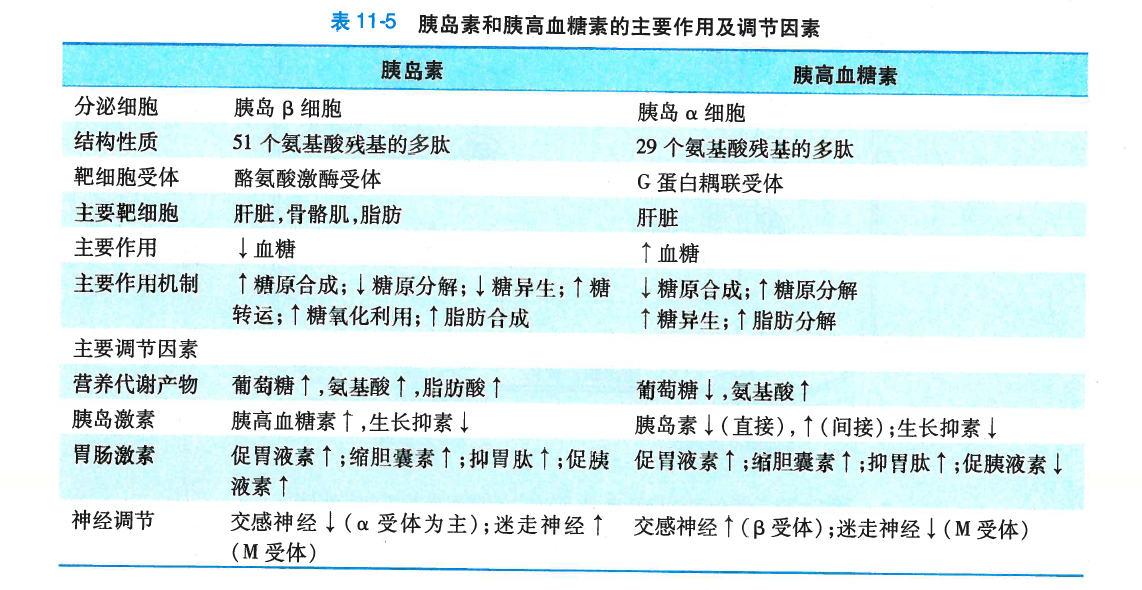 表 11-5 胰岛素和胰高血糖素的主要作用及调节因素
胰岛素 胰高血糖素
分泌细胞 胰岛 β 细胞 胰岛 α 细胞
结构性质 51 个氨基酸残基的多肽 29 个氨基酸残基的多肽
靶细胞受体 酪氨酸激酶受体 G 蛋白耦联受体
主要靶细胞 肝脏,骨骼肌,脂肪 肝脏
主要作用 ↓血糖 ↑血糖
主要作用机制 ↑糖原合成;↓糖原分解;↓糖异生;↑糖 ↓糖原合成;↑糖原分解
转运;↑糖氧化利用;↑脂肪合成 ↑糖异生;↑脂肪分解
主要调节因素
营养代谢产物 葡萄糖↑,氨基酸↑,脂肪酸↑ 葡萄糖↓,氨基酸↑
胰岛激素 胰高血糖素↑,生长抑素↓ 胰岛素↓(直接),↑(间接);生长抑素↓
胃肠激素 促胃液素↑;缩胆囊素↑;抑胃肽↑;促胰 促胃液素↑;缩胆囊素↑;抑胃肽↑;促胰液素↓
液素↑
神经调节 交感神经↓(α 受体为主);迷走神经↑ 交感神经↑(β 受体);迷走神经↓(M 受体)
(M 受体)